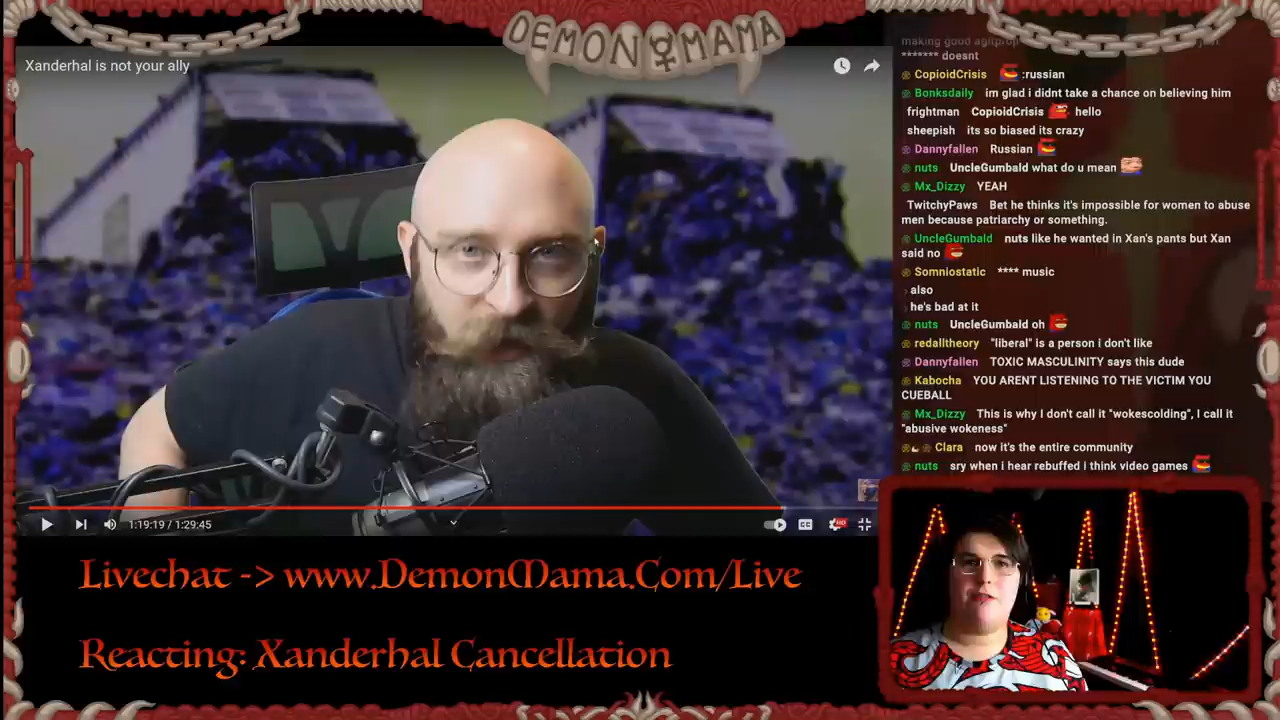 DEMON MAMA
Xanderhal is not your ally
making good agitprop
******* doesnt
CopioidCrisis :russian
Bonksdaily im glad i didnt take a chance on believing him
frightman CopioidCrisis hello
sheepish its so biased its crazy
Dannyfallen Russian
nuts UncleGumbald what do u mean
Mx_Dizzy YEAH
TwitchyPaws Bet he thinks it's impossible for women to abuse
men because patriarchy or something.
UncleGumbald nuts like he wanted in Xan's pants but Xan
said no
Somniostatic **** music
also
he's bad at it
nuts UncleGumbald oh
redalltheory "liberal" is a person i don't like
Dannyfallen TOXIC MASCULINITY says this dude
Kabocha YOU ARENT LISTENING TO THE VICTIM YOU
CUEBALL
Mx_Dizzy This is why I don't call it "wokescolding", I call it
"abusive wokeness"
Clara now it's the entire community
nuts sry when i hear rebuffed i think video games
1:19:19 / 1:29:45
CC
HD
Livechat -> www.DemonMama.Com/Live
Reacting: Xanderhal Cancellation